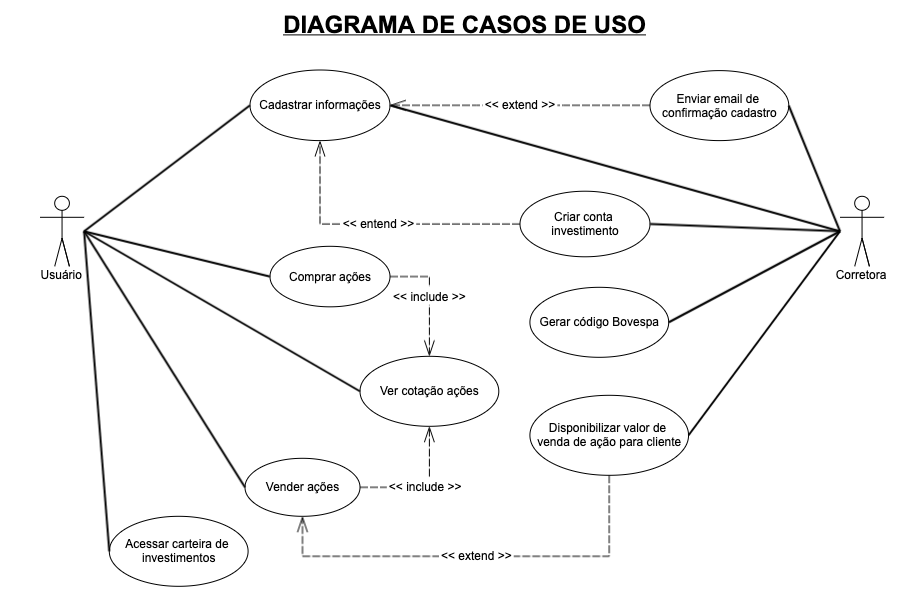 DIAGRAMA DE CASOS DE USO
Cadastrar informações
<< extend >>
Enviar email de
confirmação cadastro
<< entend >>
Criar conta
investimento
Usuário
Corretora
Comprar ações
<< include >>
Gerar código Bovespa
Ver cotação ações
Disponibilizar valor de
venda de ação para cliente
Vender ações
<< include >>
Acessar carteira de
investimentos
<< extend >>